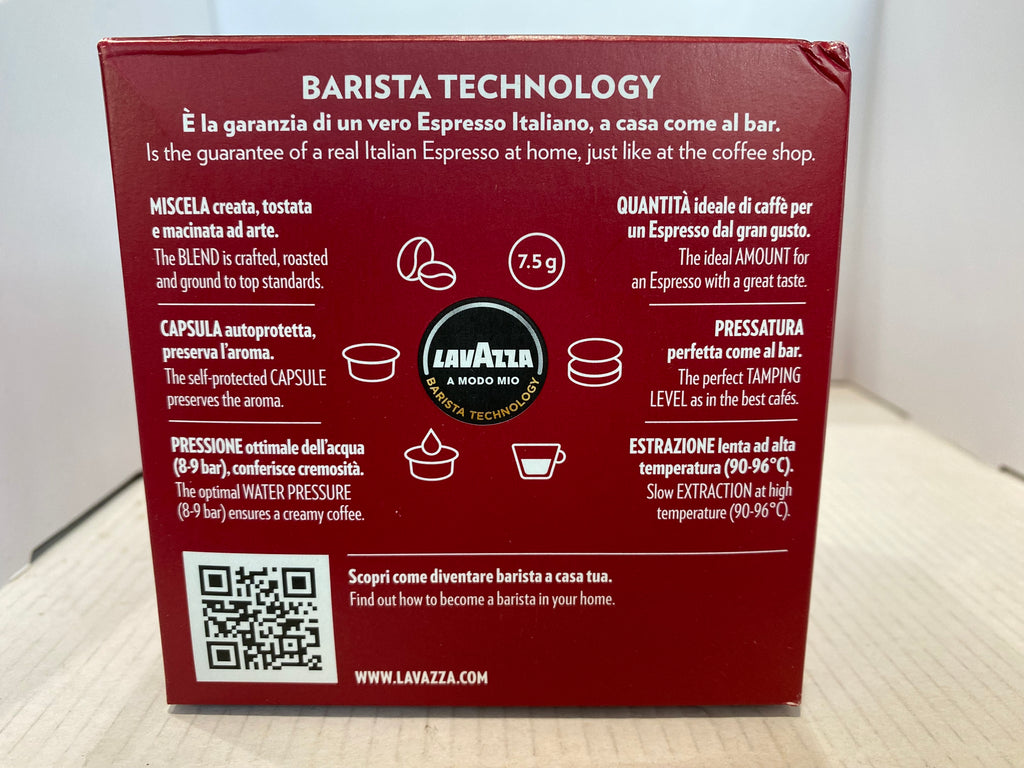 BARISTA TECHNOLOGY
È la garanzia di un vero Espresso Italiano, a casa come al bar.
Is the guarantee of a real Italian Espresso at home, just like at the coffee shop.
MISCELA creata, tostata
e macinata ad arte.
The BLEND is crafted, roasted
and ground to top standards.
CAPSULA autoprotetta,
preserva l'aroma.
The self-protected CAPSULE
preserves the aroma.
PRESSIONE ottimale dell'acqua
(8-9 bar), conferisce cremosità.
The optimal WATER PRESSURE
(8-9 bar) ensures a creamy coffee.
7.5 g
LAVAZZA
A MODO MIO
BARISTA TECHNOLOGY
QUANTITÀ ideale di caffè per
un Espresso dal gran gusto.
The ideal AMOUNT for
an Espresso with a great taste.
PRESSATURA
perfetta come al bar.
The perfect TAMPING
LEVEL as in the best cafés.
ESTRAZIONE lenta ad alta
temperatura (90-96°C).
Slow EXTRACTION at high
temperature (90-96°C).
Scopri come diventare barista a casa tua.
Find out how to become a barista in your home.
WWW.LAVAZZA.COM